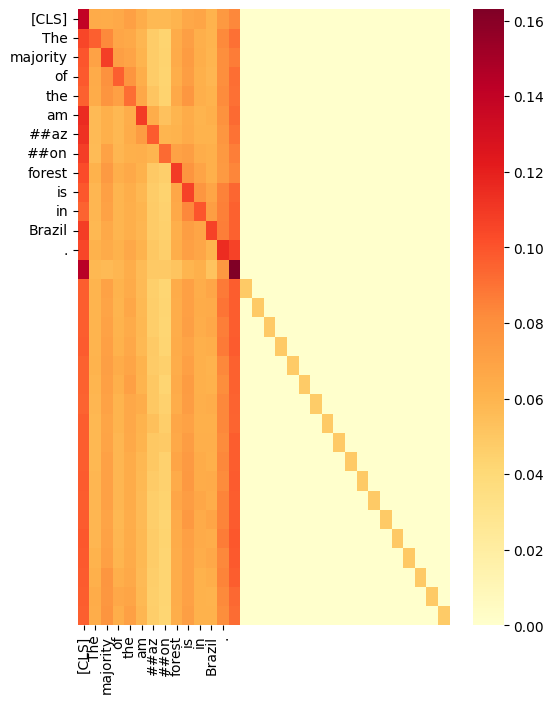 [CLS]
The
majority
of
the
am
##az
##on
forest
is
in
Brazil
.
0.16
0.14
0.12
0.10
0.08
0.06
0.04
0.02
0.00
[CLS]
The
majority
of
the
am
##az
##on
forest
is
in
Brazil
.